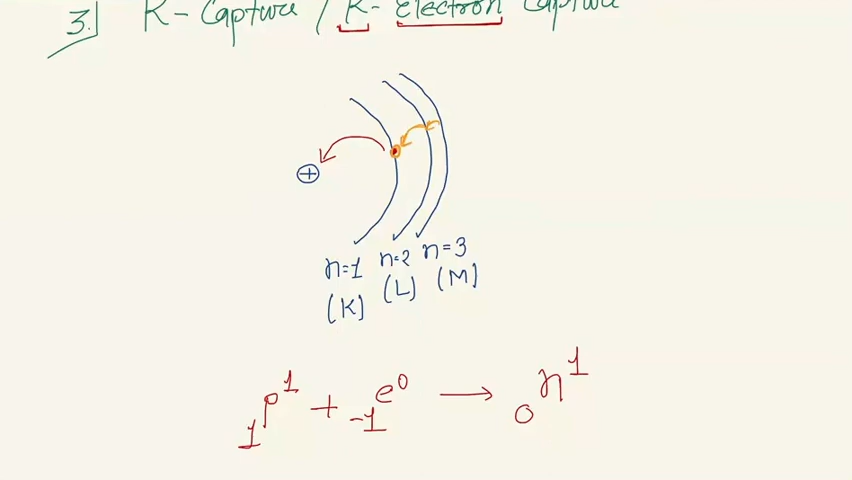 3. K-Capture / K-Electron Capture
+
n=1 n=2 n=3
(K) (L) (M)
₁p¹ + ₋₁e⁰ → ₀n¹